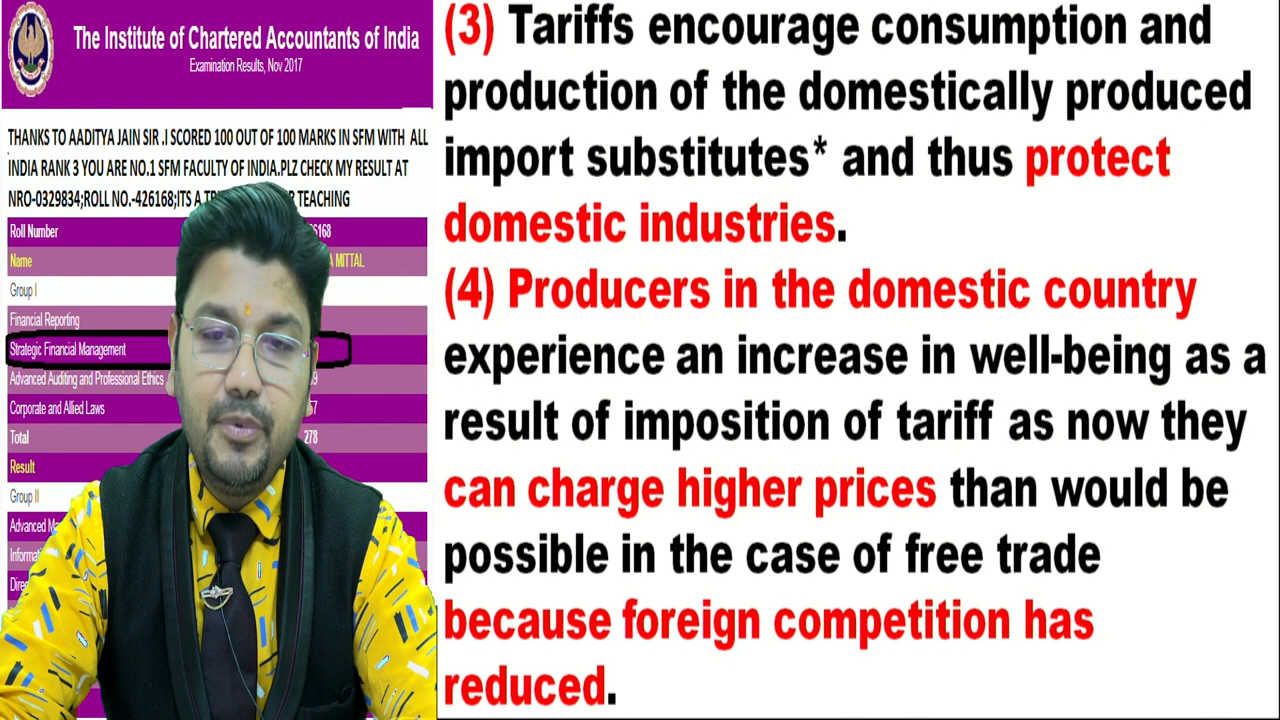 The Institute of Chartered Accountants of India
Examination Results, Nov 2017
THANKS TO AADITYA JAIN SIR .I SCORED 100 OUT OF 100 MARKS IN SFM WITH ALL
INDIA RANK 3 YOU ARE NO.1 SFM FACULTY OF INDIA.PLZ CHECK MY RESULT AT
NRO-0329834;ROLL NO.-426168;ITS A TEACHING
Roll Number 168
Name MITTAL
Group I
Financial Reporting
Strategic Financial Management
Advanced Auditing and Professional Ethics
Corporate and Allied Laws
Total 278
Result
Group II
Advanced
(3) Tariffs encourage consumption and
production of the domestically produced
import substitutes* and thus protect
domestic industries.
(4) Producers in the domestic country
experience an increase in well-being as a
result of imposition of tariff as now they
can charge higher prices than would be
possible in the case of free trade
because foreign competition has
reduced.